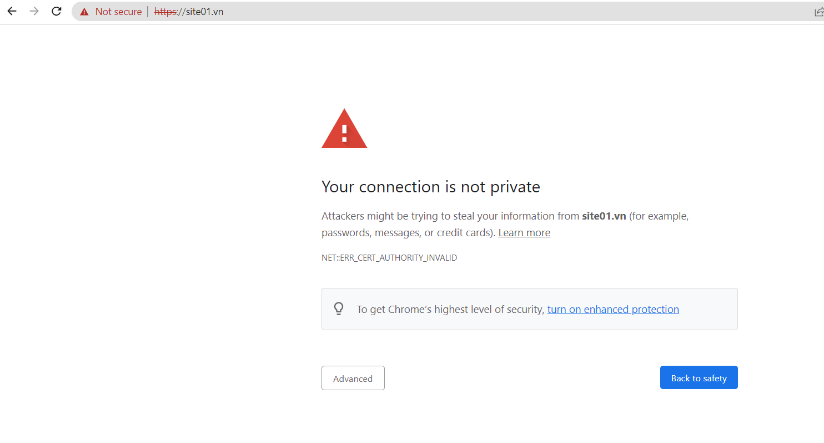 Not secure | https://site01.vn
Your connection is not private
Attackers might be trying to steal your information from site01.vn (for example,
passwords, messages, or credit cards). Learn more
NET::ERR_CERT_AUTHORITY_INVALID
To get Chrome's highest level of security, turn on enhanced protection
Advanced
Back to safety